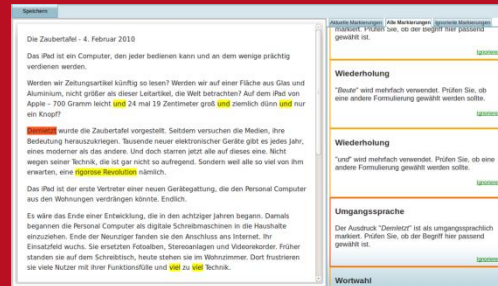 Speichern
Die Zaubertafel - 4. Februar 2010
Das iPad ist ein Computer, den jeder bedienen kann und an dem wenige prächtig
verdienen werden.
Werden wir Zeitungsartikel künftig so lesen? Werden wir auf einer Fläche aus Glas und
Aluminium, nicht größer als dieser Leitartikel, die Welt betrachten? Auf dem iPad von
Apple – 700 Gramm leicht und 24 mal 19 Zentimeter groß und ziemlich dünn und nur
ein Knopf?
Demletzt wurde die Zaubertafel vorgestellt. Seitdem versuchen die Medien, ihre
Bedeutung herauszukriegen. Tausende neuer elektronischer Geräte gibt es jedes Jahr,
eines moderner als das andere. Und doch starren jetzt alle auf dieses eine. Nicht
wegen seiner Technik, die ist gar nicht so aufregend. Sondern weil alle so viel von ihm
erwarten, eine rigorose Revolution nämlich.
Das iPad ist der erste Vertreter einer neuen Gerätegattung, die den Personal Computer
aus den Wohnungen verdrängen könnte. Endlich.
Es wäre das Ende einer Entwicklung, die in den achtziger Jahren begann. Damals
begannen die Personal Computer als digitale Schreibmaschinen in die Haushalte
einzuziehen. Ende der Neunziger fanden sie den Anschluss ans Internet. Ihr
Einsatzfeld wuchs. Sie ersetzten Fotoalben, Stereoanlagen und Videorekorder. Früher
standen sie auf dem Schreibtisch, heute stehen sie im Wohnzimmer. Dort frustrieren
sie viele Nutzer mit ihrer Funktionsfülle und viel zu viel Technik.
Aktuelle Markierungen Alle Markierungen Ignorierte Markierungen
markiert. Prüfen Sie, ob der Begriff hier passend
gewählt ist.
Ignorieren
Wiederholung
"Beute" wird mehrfach verwendet. Prüfen Sie, ob
eine andere Formulierung gewählt werden sollte.
Ignorieren
Wiederholung
"und" wird mehrfach verwendet. Prüfen Sie, ob eine
andere Formulierung gewählt werden sollte.
Ignorieren
Umgangssprache
Der Ausdruck "Demletzt" ist als umgangssprachlich
markiert. Prüfen Sie, ob der Begriff hier passend
gewählt ist.
Ignorieren
Wortwahl